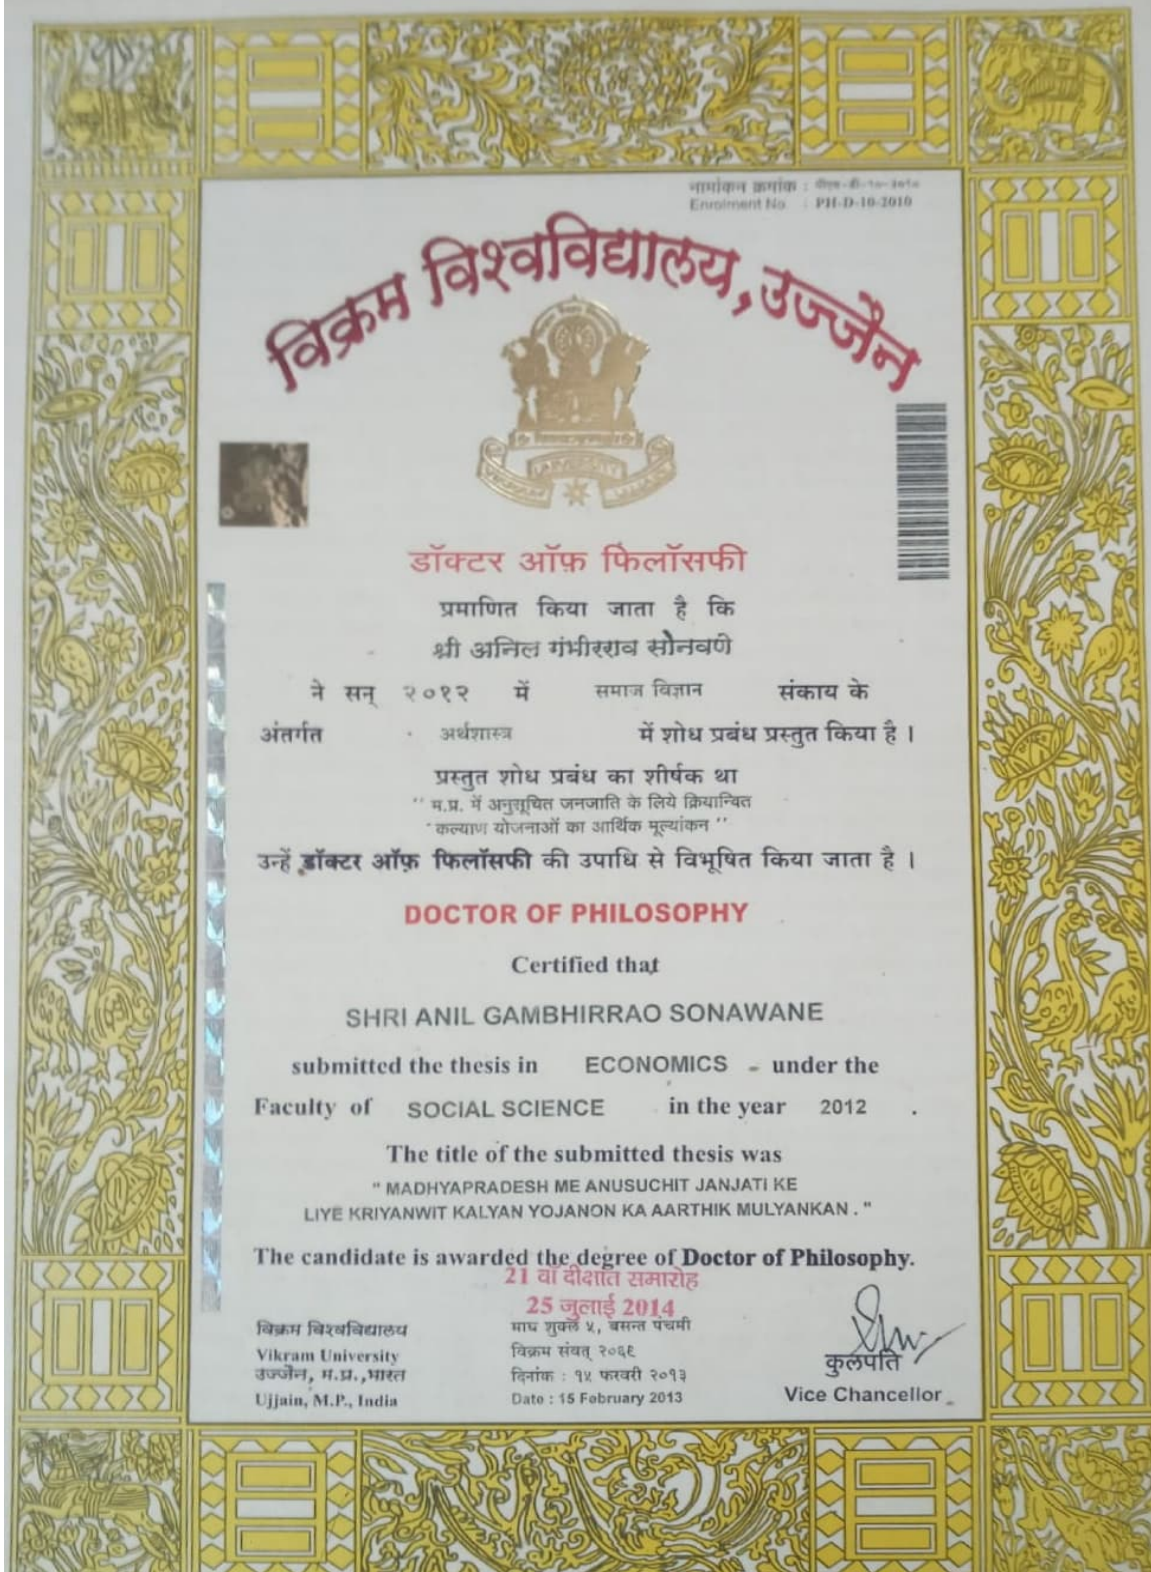 नामांकन क्रमांक : पीएच-डी-१०-२०१०
Enrolment No. : PH-D-10-2010
विक्रम विश्वविद्यालय, उज्जैन
UNIVERSITY
VIKRAM UJJAIN
डॉक्टर ऑफ़ फिलॉसफी
प्रमाणित किया जाता है कि
श्री अनिल गंभीरराव सोनवणे
ने सन् २०१२ में समाज विज्ञान संकाय के
अंतर्गत अर्थशास्त्र में शोध प्रबंध प्रस्तुत किया है ।
प्रस्तुत शोध प्रबंध का शीर्षक था
'' म.प्र. में अनुसूचित जनजाति के लिये क्रियान्वित
कल्याण योजनाओं का आर्थिक मूल्यांकन ''
उन्हें डॉक्टर ऑफ़ फिलॉसफी की उपाधि से विभूषित किया जाता है ।
DOCTOR OF PHILOSOPHY
Certified that
SHRI ANIL GAMBHIRRAO SONAWANE
submitted the thesis in ECONOMICS - under the
Faculty of SOCIAL SCIENCE in the year 2012 .
The title of the submitted thesis was
" MADHYAPRADESH ME ANUSUCHIT JANJATI KE
LIYE KRIYANWIT KALYAN YOJANON KA AARTHIK MULYANKAN . "
The candidate is awarded the degree of Doctor of Philosophy.
21 वाँ दीक्षांत समारोह
25 जुलाई 2014
माघ शुक्ल ५, बसन्त पंचमी
विक्रम संवत् २०६९
दिनांक : १५ फरवरी २०१३
Date : 15 February 2013
विक्रम विश्वविद्यालय
Vikram University
उज्जैन, म.प्र.,भारत
Ujjain, M.P., India
कुलपति
Vice Chancellor